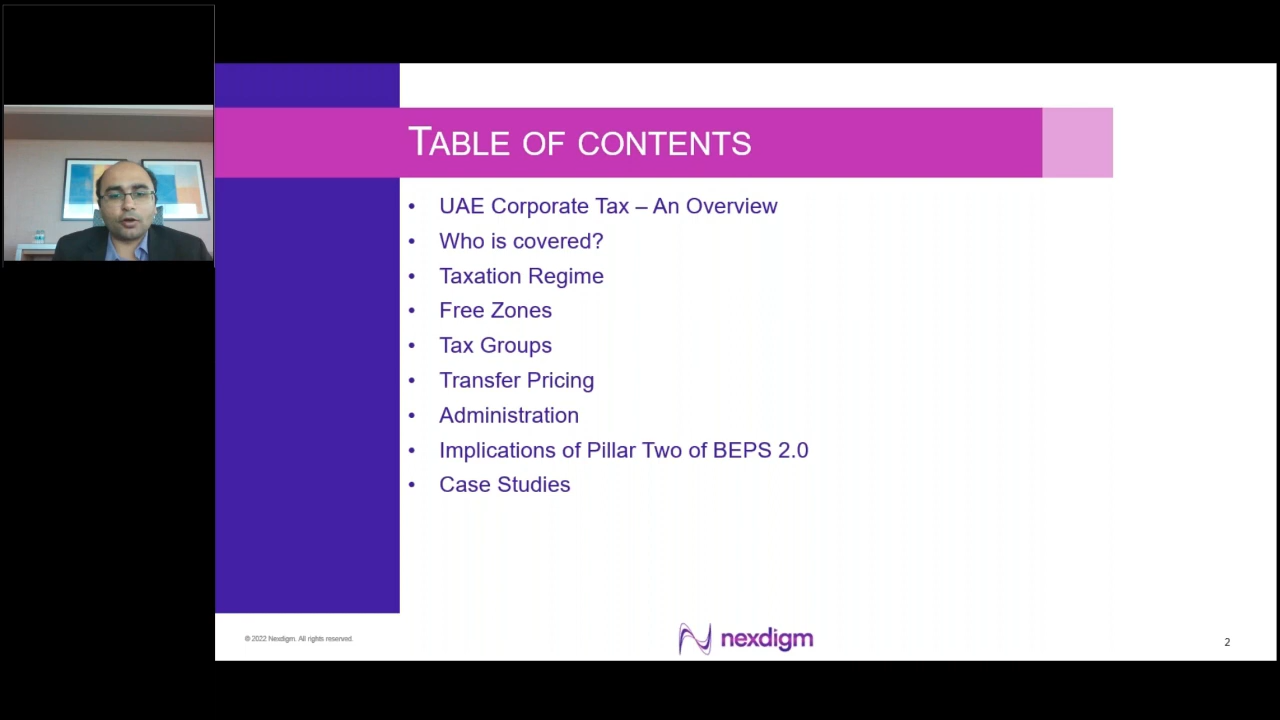 TABLE OF CONTENTS
• UAE Corporate Tax – An Overview
• Who is covered?
• Taxation Regime
• Free Zones
• Tax Groups
• Transfer Pricing
• Administration
• Implications of Pillar Two of BEPS 2.0
• Case Studies
© 2022 Nexdigm. All rights reserved.
nexdigm
2